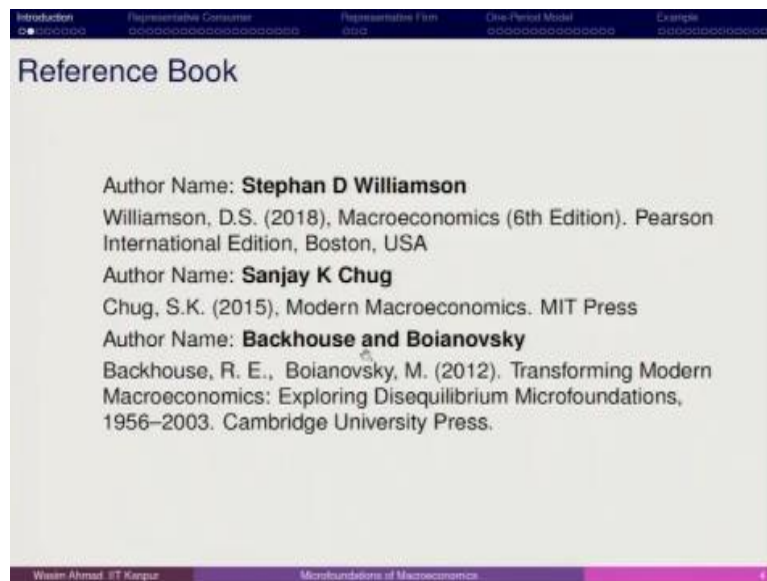 Introduction Representative Consumer Representative Firm One-Period Model Example
Reference Book
Author Name: Stephan D Williamson
Williamson, D.S. (2018), Macroeconomics (6th Edition). Pearson
International Edition, Boston, USA
Author Name: Sanjay K Chug
Chug, S.K. (2015), Modern Macroeconomics. MIT Press
Author Name: Backhouse and Boianovsky
Backhouse, R. E., Boianovsky, M. (2012). Transforming Modern
Macroeconomics: Exploring Disequilibrium Microfoundations,
1956–2003. Cambridge University Press.
Wasim Ahmad IIT Kanpur Microfoundations of Macroeconomics